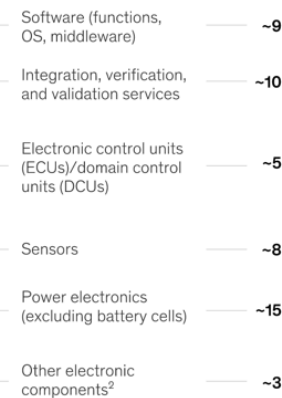 Software (functions,
OS, middleware)
~9
Integration, verification,
and validation services
~10
Electronic control units
(ECUs)/domain control
units (DCUs)
~5
Sensors
~8
Power electronics
(excluding battery cells)
~15
Other electronic
components²
~3